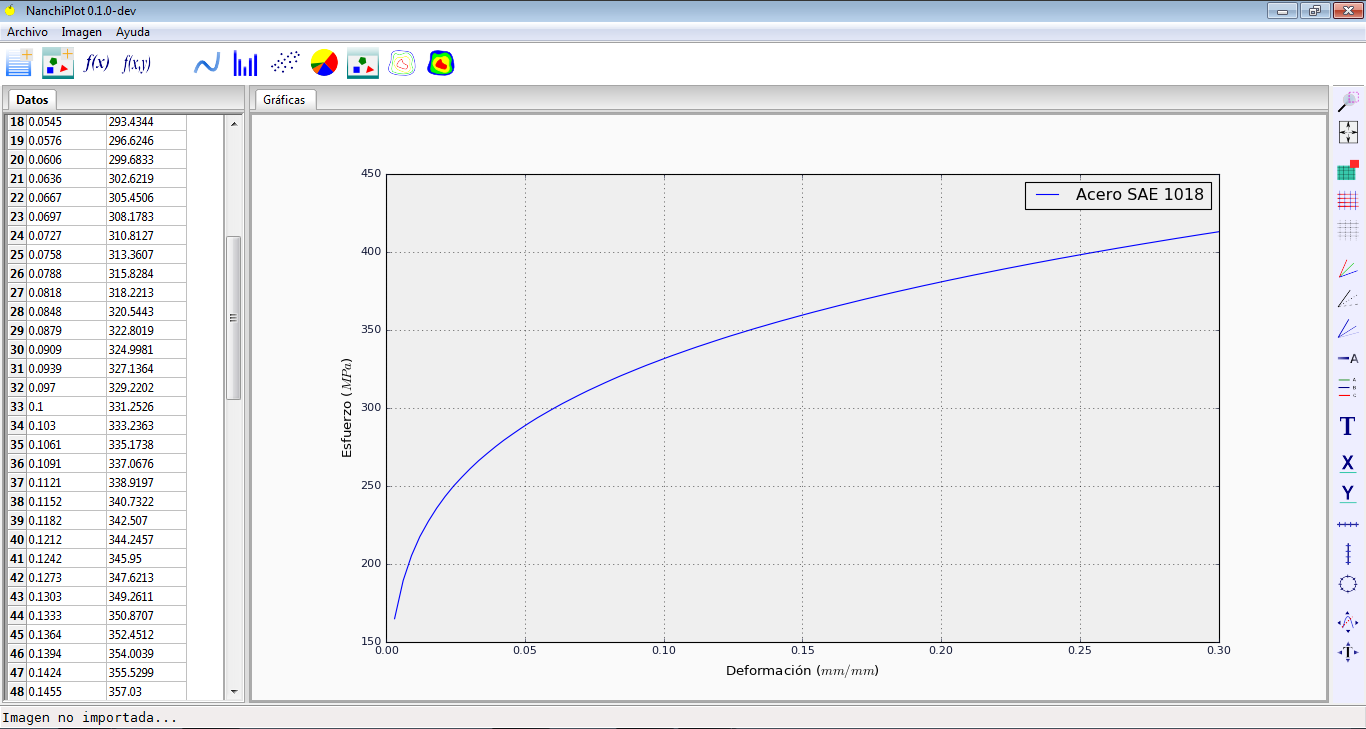 NanchiPlot 0.1.0-dev
Archivo Imagen Ayuda
f(x) f(x,y)
Datos
Gráficas
18 0.0545 293.4344
19 0.0576 296.6246
20 0.0606 299.6833
21 0.0636 302.6219
22 0.0667 305.4506
23 0.0697 308.1783
24 0.0727 310.8127
25 0.0758 313.3607
26 0.0788 315.8284
27 0.0818 318.2213
28 0.0848 320.5443
29 0.0879 322.8019
30 0.0909 324.9981
31 0.0939 327.1364
32 0.097 329.2202
33 0.1 331.2526
34 0.103 333.2363
35 0.1061 335.1738
36 0.1091 337.0676
37 0.1121 338.9197
38 0.1152 340.7322
39 0.1182 342.507
40 0.1212 344.2457
41 0.1242 345.95
42 0.1273 347.6213
43 0.1303 349.2611
44 0.1333 350.8707
45 0.1364 352.4512
46 0.1394 354.0039
47 0.1424 355.5299
48 0.1455 357.03
Acero SAE 1018
450
400
350
300
250
200
150
Esfuerzo (MPa)
0.00 0.05 0.10 0.15 0.20 0.25 0.30
Deformación (mm/mm)
A
A
B
C
T
X
Y
T
Imagen no importada...